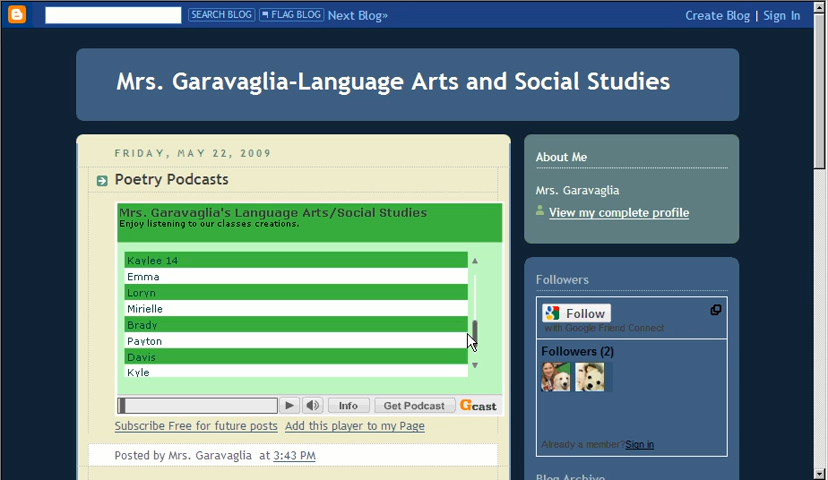 SEARCH BLOG FLAG BLOG Next Blog» Create Blog | Sign In
Mrs. Garavaglia-Language Arts and Social Studies
FRIDAY, MAY 22, 2009
Poetry Podcasts
Mrs. Garavaglia's Language Arts/Social Studies
Enjoy listening to our classes creations.
Kaylee 14
Emma
Loryn
Mirielle
Brady
Payton
Davis
Kyle
Info Get Podcast Gcast
Subscribe Free for future posts Add this player to my Page
Posted by Mrs. Garavaglia at 3:43 PM
About Me
Mrs. Garavaglia
View my complete profile
Followers
Follow
with Google Friend Connect
Followers (2)
Already a member? Sign in
Blog Archive